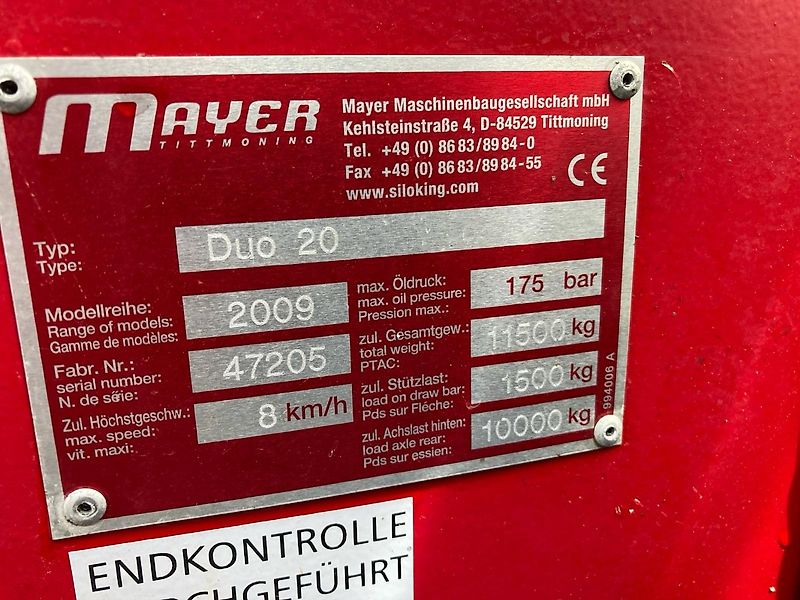 MAYER
TITTMONING
Mayer Maschinenbaugesellschaft mbH
Kehlsteinstraße 4, D-84529 Tittmoning
Tel. +49 (0) 86 83/89 84-0
Fax +49 (0) 86 83/89 84-55
www.siloking.com
CE
Typ:
Type:
Duo 20
Modellreihe:
Range of models:
Gamme de modèles:
2009
Fabr. Nr.:
serial number:
N. de série:
47205
Zul. Höchstgeschw.:
max. speed:
vit. maxi:
8 km/h
max. Öldruck:
max. oil pressure:
Pression max.:
175 bar
zul. Gesamtgew.:
total weight:
PTAC:
11500 kg
zul. Stützlast:
load on draw bar:
Pds sur Fléche:
1500 kg
zul. Achslast hinten:
load axle rear:
Pds sur essien:
10000 kg
994006 A
ENDKONTROLLE